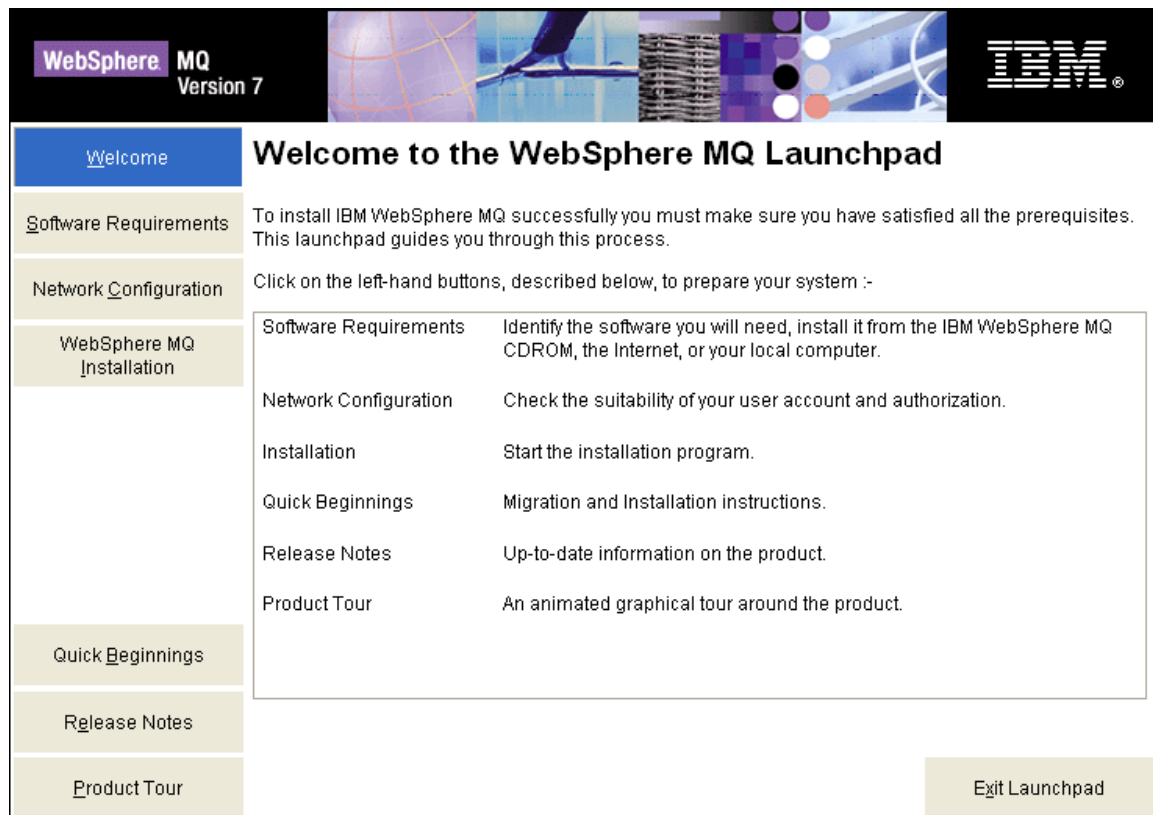 WebSphere MQ
Version 7
IBM®
Welcome
Software Requirements
Network Configuration
WebSphere MQ
Installation
Quick Beginnings
Release Notes
Product Tour
Welcome to the WebSphere MQ Launchpad
To install IBM WebSphere MQ successfully you must make sure you have satisfied all the prerequisites.
This launchpad guides you through this process.
Click on the left-hand buttons, described below, to prepare your system :-
Software Requirements Identify the software you will need, install it from the IBM WebSphere MQ
CDROM, the Internet, or your local computer.
Network Configuration Check the suitability of your user account and authorization.
Installation Start the installation program.
Quick Beginnings Migration and Installation instructions.
Release Notes Up-to-date information on the product.
Product Tour An animated graphical tour around the product.
Exit Launchpad